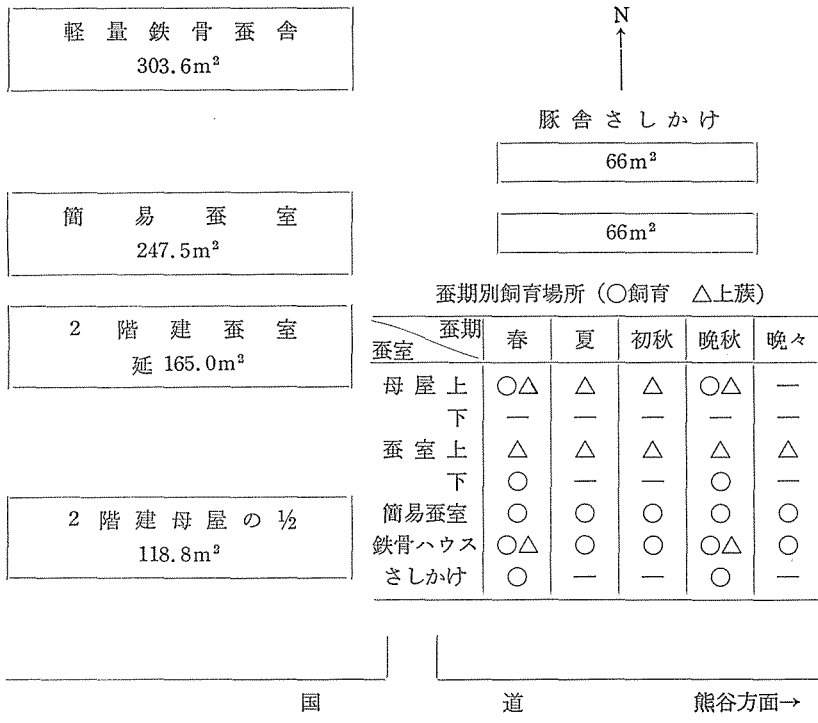 軽量鉄骨蚕舎
303.6m²
簡易蚕室
247.5m²
2階建蚕室
延 165.0m²
2階建母屋の½
118.8m²
N
豚舎さしかけ
66m²
66m²
蚕期別飼育場所(○飼育 △上族)
蚕室 蚕期 春 夏 初秋 晩秋 晩々
母屋上 ○△ △ △ ○△ —
下 — — — — —
蚕室上 △ △ △ △ △
下 ○ — — ○ —
簡易蚕室 ○ ○ ○ ○ ○
鉄骨ハウス ○△ ○ ○ ○△ ○
さしかけ ○ — — ○ —
国道 熊谷方面→